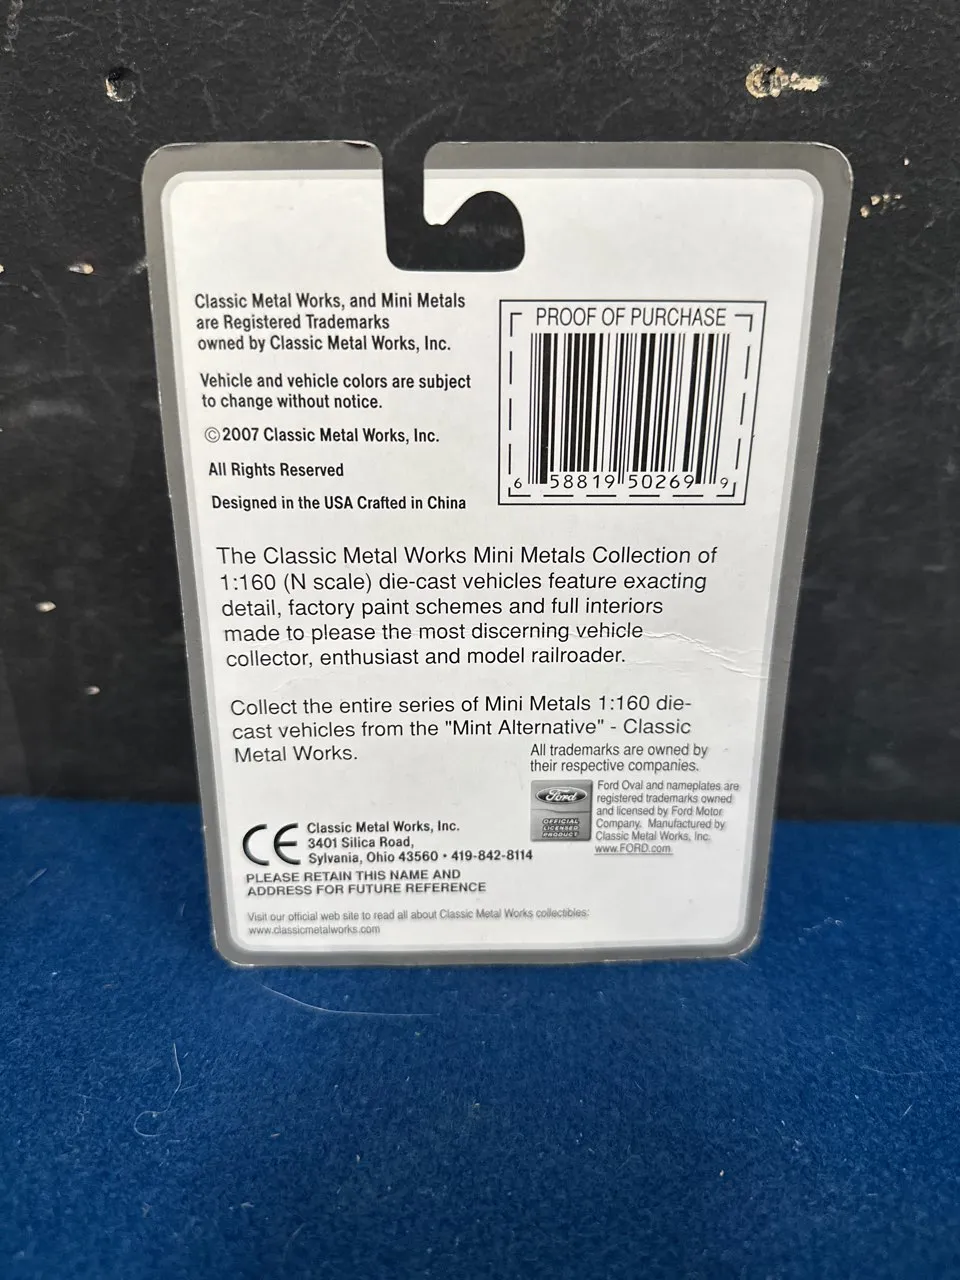 Classic Metal Works, and Mini Metals
are Registered Trademarks
owned by Classic Metal Works, Inc.
Vehicle and vehicle colors are subject
to change without notice.
©2007 Classic Metal Works, Inc.
All Rights Reserved
Designed in the USA Crafted in China
PROOF OF PURCHASE
6 58819 50269 9
The Classic Metal Works Mini Metals Collection of
1:160 (N scale) die-cast vehicles feature exacting
detail, factory paint schemes and full interiors
made to please the most discerning vehicle
collector, enthusiast and model railroader.
Collect the entire series of Mini Metals 1:160 die-
cast vehicles from the "Mint Alternative" - Classic
Metal Works.
All trademarks are owned by
their respective companies.
Ford
OFFICIAL
LICENSED
PRODUCT
Ford Oval and nameplates are
registered trademarks owned
and licensed by Ford Motor
Company. Manufactured by
Classic Metal Works, Inc.
www.FORD.com
CE
Classic Metal Works, Inc.
3401 Silica Road,
Sylvania, Ohio 43560 • 419-842-8114
PLEASE RETAIN THIS NAME AND
ADDRESS FOR FUTURE REFERENCE
Visit our official web site to read all about Classic Metal Works collectibles:
www.classicmetalworks.com